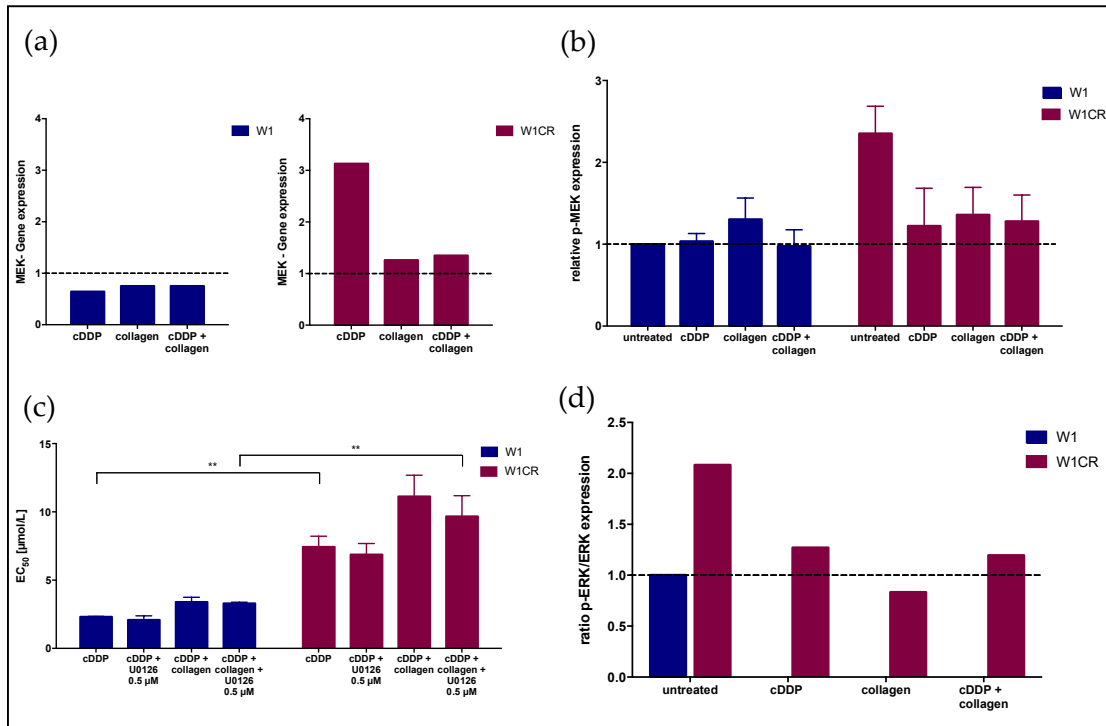 (a)
MEK- Gene expression
4
3
2
1
0
cDDP
collagen
cDDP +
collagen
W1
MEK - Gene expression
4
3
2
1
0
cDDP
collagen
cDDP +
collagen
W1CR
(b)
relative p-MEK expression
3
2
1
0
untreated
cDDP
collagen
cDDP +
collagen
untreated
cDDP
collagen
cDDP +
collagen
W1
W1CR
(c)
EC50 [µmol/L]
15
10
5
0
**
**
W1
W1CR
cDDP
cDDP +
U0126
0.5 µM
cDDP +
collagen
cDDP +
collagen +
U0126
0.5 µM
cDDP
cDDP +
U0126
0.5 µM
cDDP +
collagen
cDDP +
collagen +
U0126
0.5 µM
(d)
ratio p-ERK/ERK expression
2.5
2.0
1.5
1.0
0.5
0.0
untreated
cDDP
collagen
cDDP +
collagen
W1
W1CR